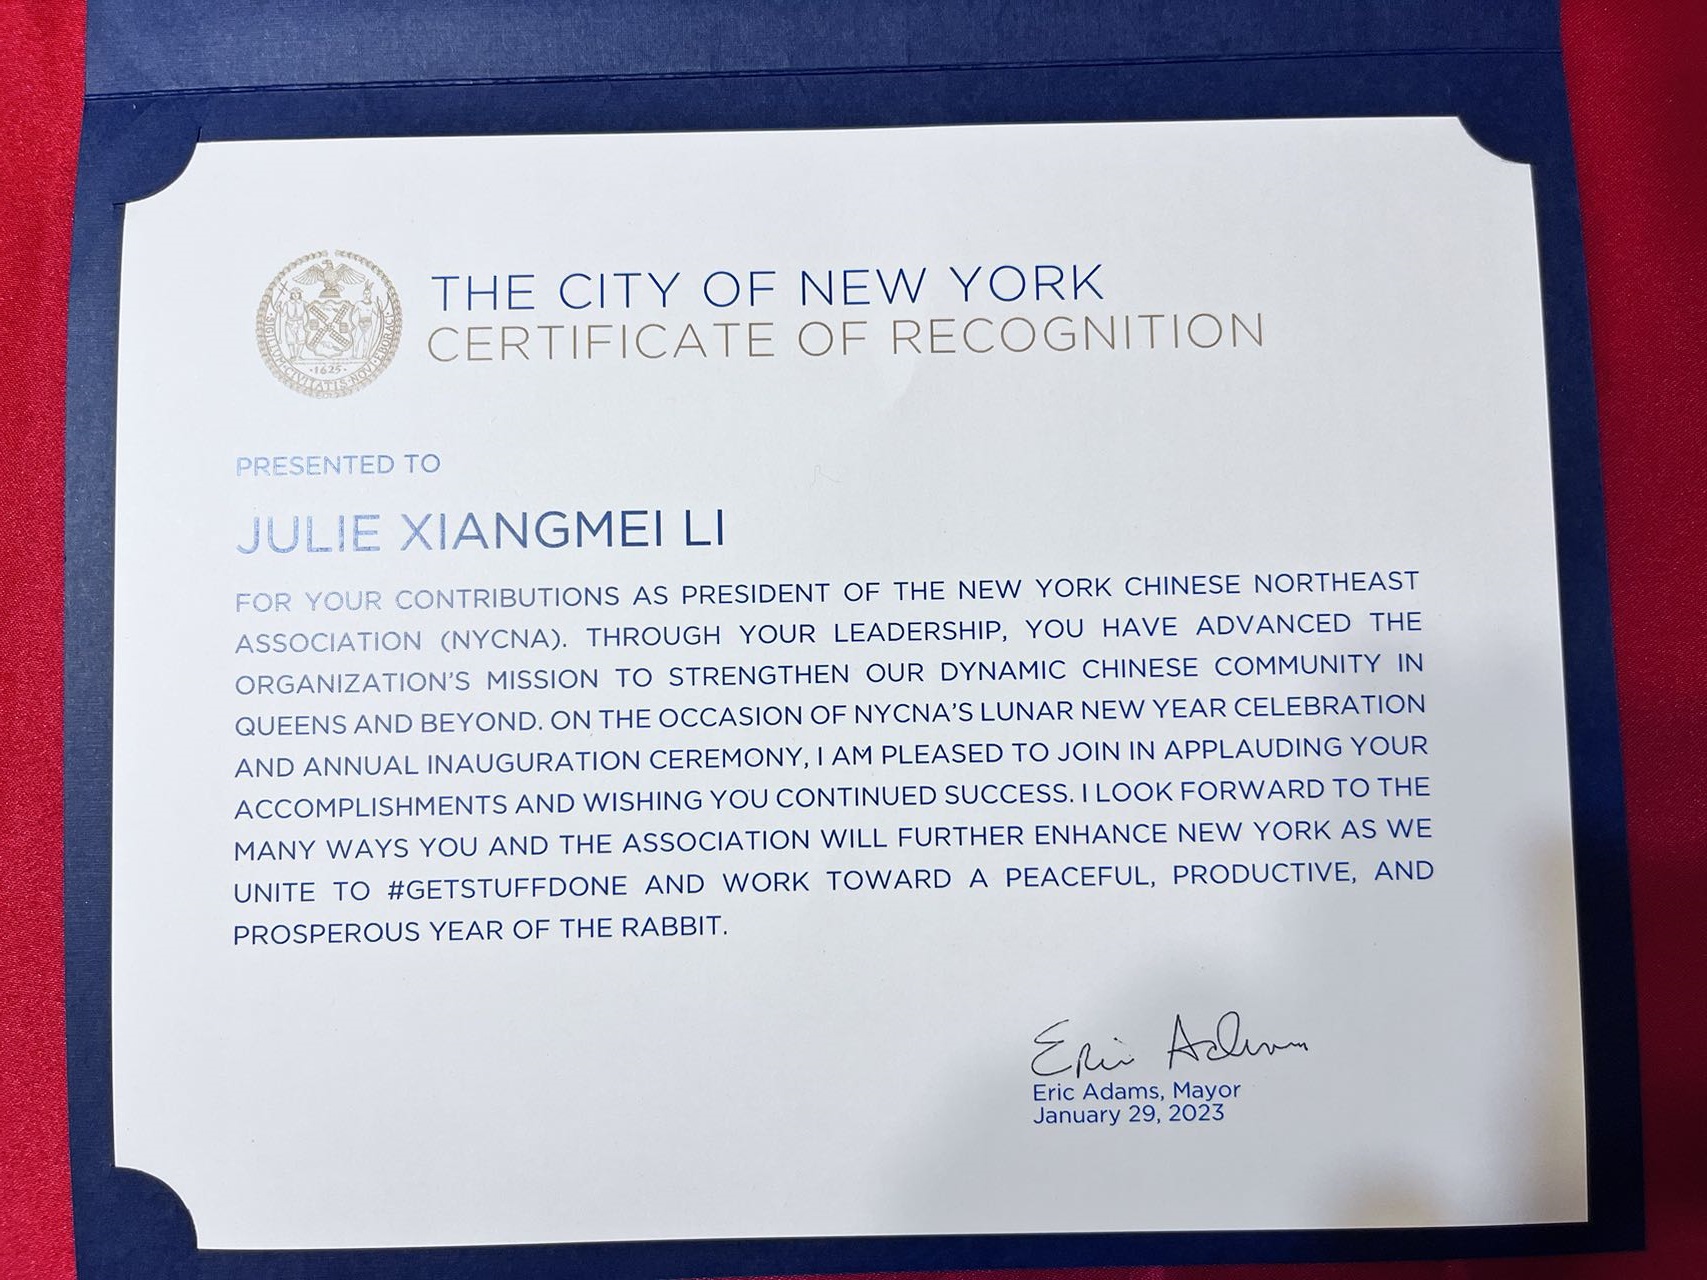 THE CITY OF NEW YORK
CERTIFICATE OF RECOGNITION
SIGILLUM CIVITATIS NOVI EBORACI
1625
PRESENTED TO
JULIE XIANGMEI LI
FOR YOUR CONTRIBUTIONS AS PRESIDENT OF THE NEW YORK CHINESE NORTHEAST
ASSOCIATION (NYCNA). THROUGH YOUR LEADERSHIP, YOU HAVE ADVANCED THE
ORGANIZATION'S MISSION TO STRENGTHEN OUR DYNAMIC CHINESE COMMUNITY IN
QUEENS AND BEYOND. ON THE OCCASION OF NYCNA'S LUNAR NEW YEAR CELEBRATION
AND ANNUAL INAUGURATION CEREMONY, I AM PLEASED TO JOIN IN APPLAUDING YOUR
ACCOMPLISHMENTS AND WISHING YOU CONTINUED SUCCESS. I LOOK FORWARD TO THE
MANY WAYS YOU AND THE ASSOCIATION WILL FURTHER ENHANCE NEW YORK AS WE
UNITE TO #GETSTUFFDONE AND WORK TOWARD A PEACEFUL, PRODUCTIVE, AND
PROSPEROUS YEAR OF THE RABBIT.
Eric Adams
Eric Adams, Mayor
January 29, 2023